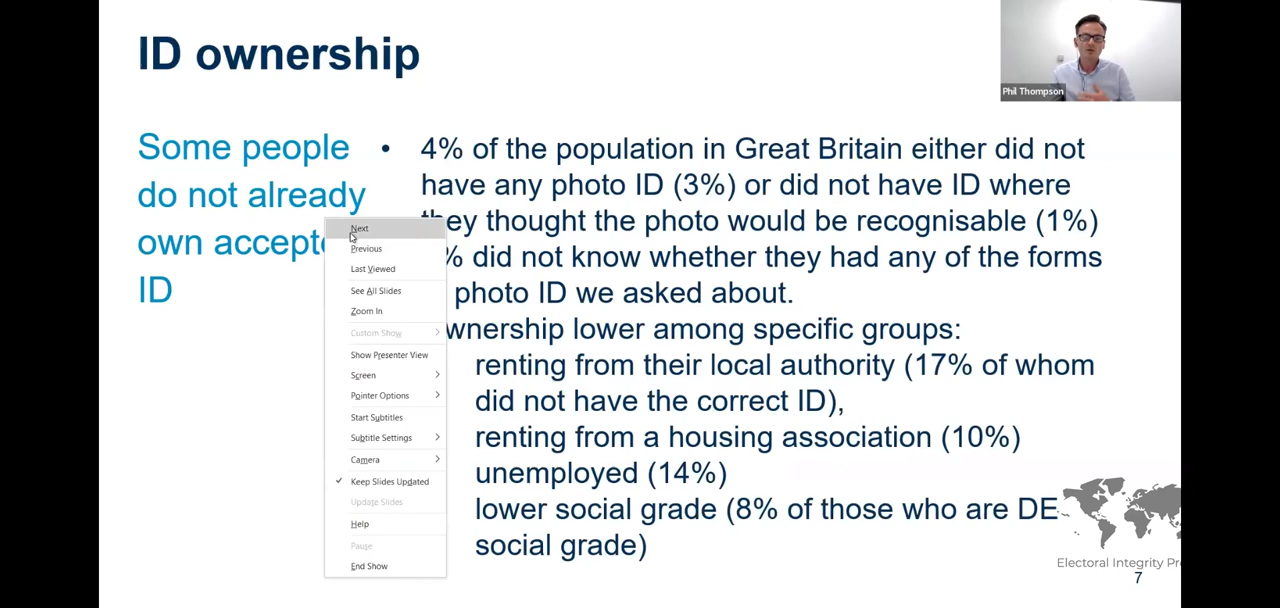 ID ownership
Phil Thompson
Some people
do not already
own accept
ID
• 4% of the population in Great Britain either did not
have any photo ID (3%) or did not have ID where
they thought the photo would be recognisable (1%)
% did not know whether they had any of the forms
photo ID we asked about.
wnership lower among specific groups:
renting from their local authority (17% of whom
did not have the correct ID),
renting from a housing association (10%)
unemployed (14%)
lower social grade (8% of those who are DE
social grade)
Next
Previous
Last Viewed
See All Slides
Zoom In
Custom Show
Show Presenter View
Screen
Pointer Options
Start Subtitles
Subtitle Settings
Camera
Keep Slides Updated
Update Slides
Help
Pause
End Show
Electoral Integrity Pr
7